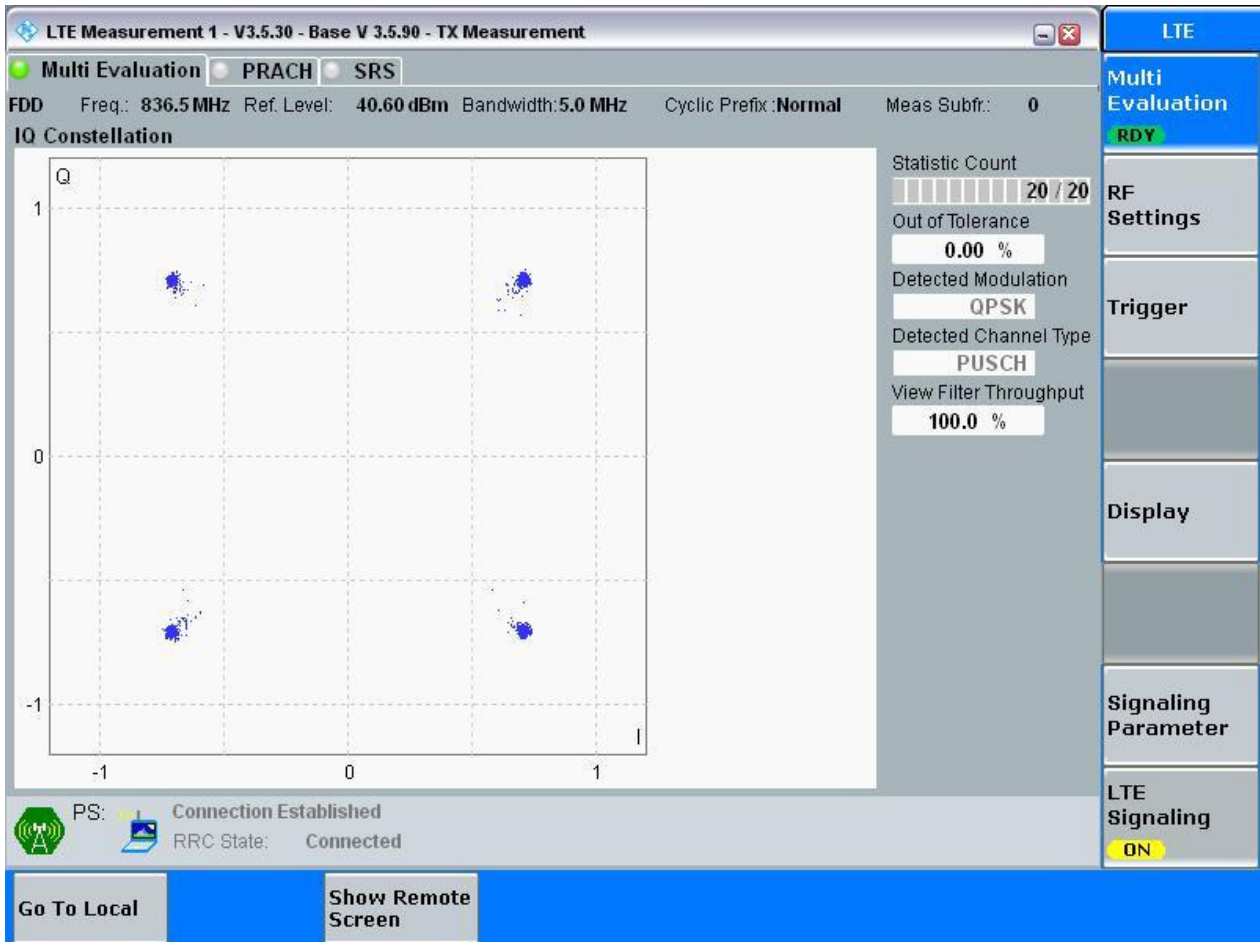 LTE Measurement 1 - V3.5.30 - Base V 3.5.90 - TX Measurement
Multi Evaluation PRACH SRS
FDD Freq.: 836.5 MHz Ref. Level: 40.60 dBm Bandwidth: 5.0 MHz Cyclic Prefix : Normal Meas Subfr.: 0
IQ Constellation
Q
1
0
-1
-1 0 1
I
Statistic Count
20 / 20
Out of Tolerance
0.00 %
Detected Modulation
QPSK
Detected Channel Type
PUSCH
View Filter Throughput
100.0 %
PS: Connection Established
RRC State: Connected
LTE
Multi
Evaluation
RDY
RF
Settings
Trigger
Display
Signaling
Parameter
LTE
Signaling
ON
Go To Local
Show Remote
Screen